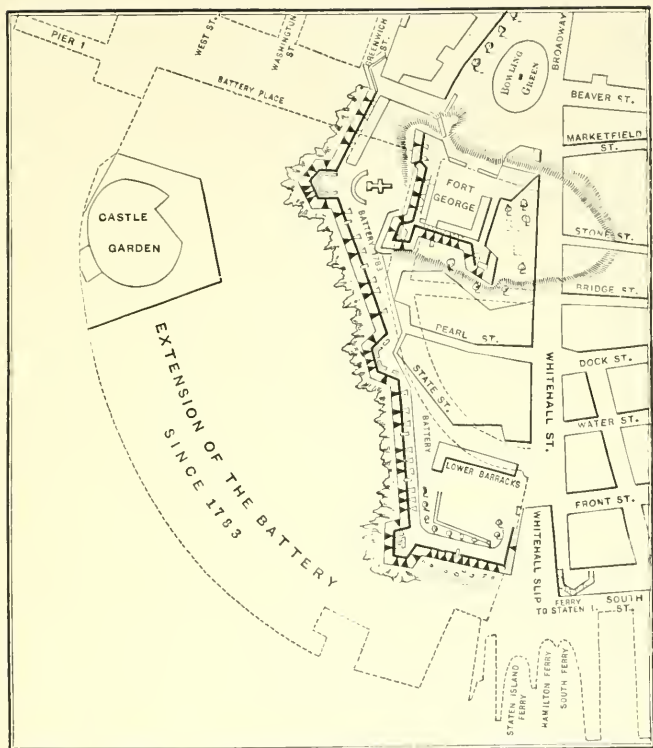 PIER 1
WEST ST.
WASHINGTON
ST.
GREENWICH
ST.
BATTERY PLACE
BOWLING
GREEN
BROADWAY
BEAVER ST.
MARKETFIELD
ST.
FORT
GEORGE
BATTERY 1783
STONE ST.
BRIDGE ST.
CASTLE
GARDEN
PEARL ST.
STATE ST.
DOCK ST.
WHITEHALL ST.
WATER ST.
EXTENSION OF THE BATTERY
SINCE 1783
BATTERY
LOWER BARRACKS
FRONT ST.
WHITEHALL SLIP
FERRY
TO STATEN I.
SOUTH
ST.
STATEN ISLAND
FERRY
HAMILTON FERRY
SOUTH FERRY